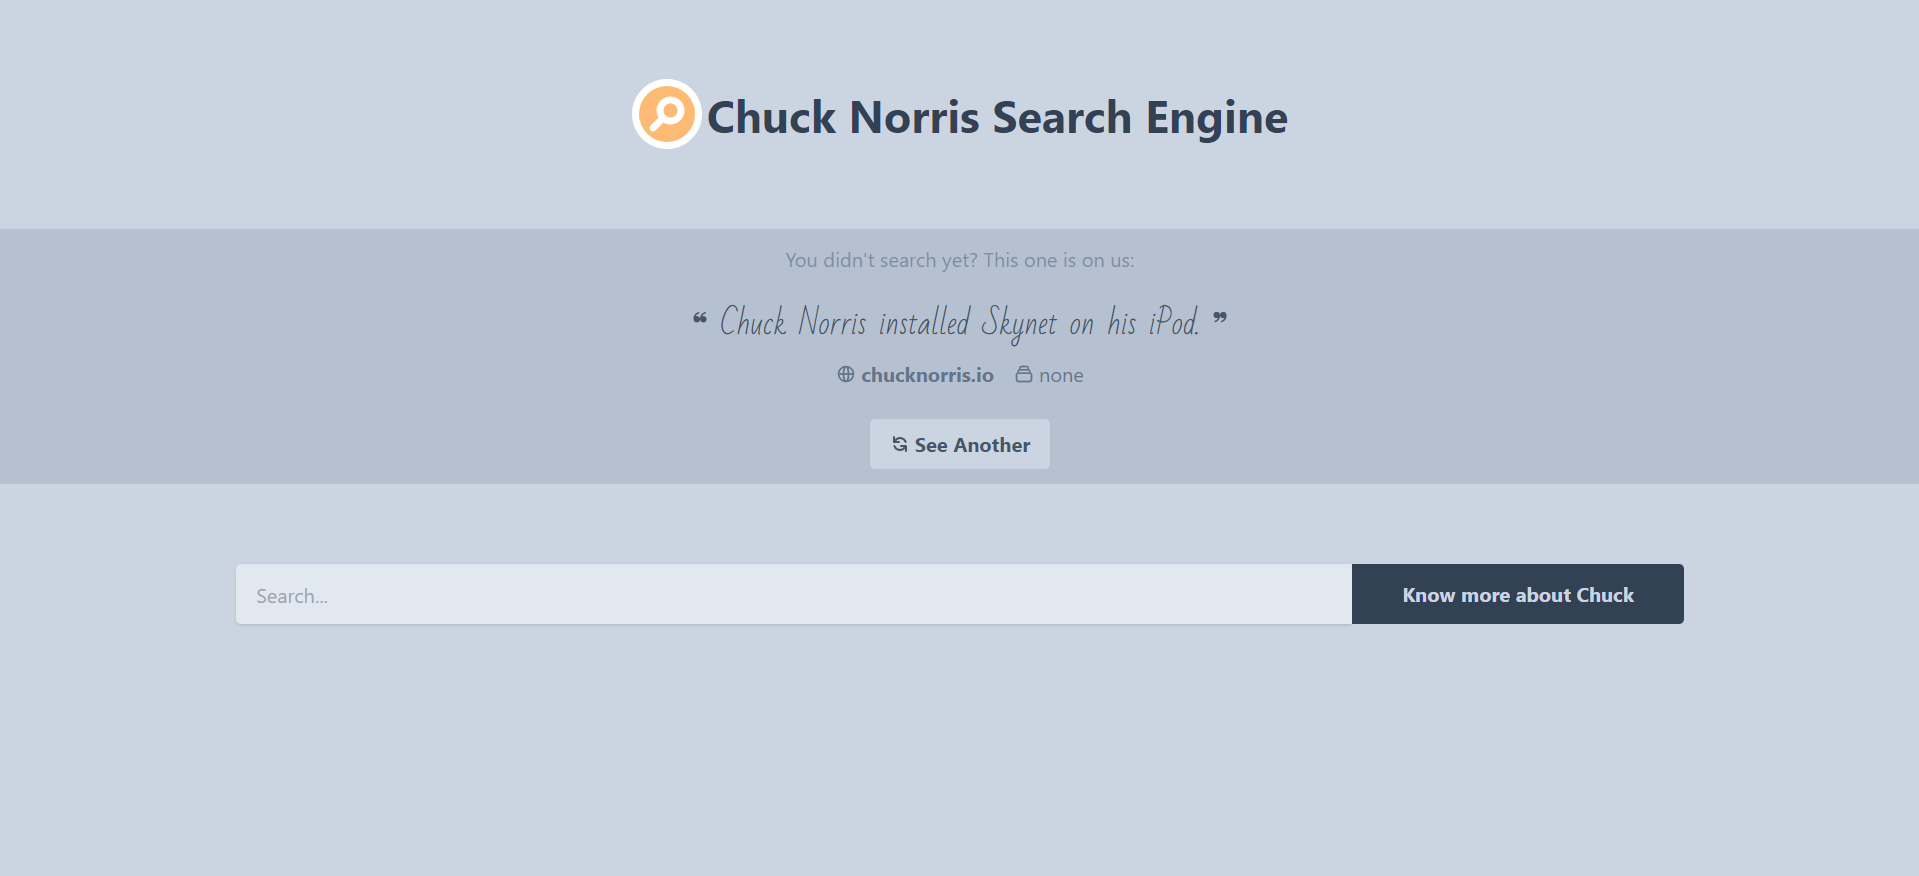 Chuck Norris Search Engine
You didn't search yet? This one is on us:
❝ Chuck Norris installed Skynet on his iPod. ❞
chucknorris.io none
See Another
Search...
Know more about Chuck